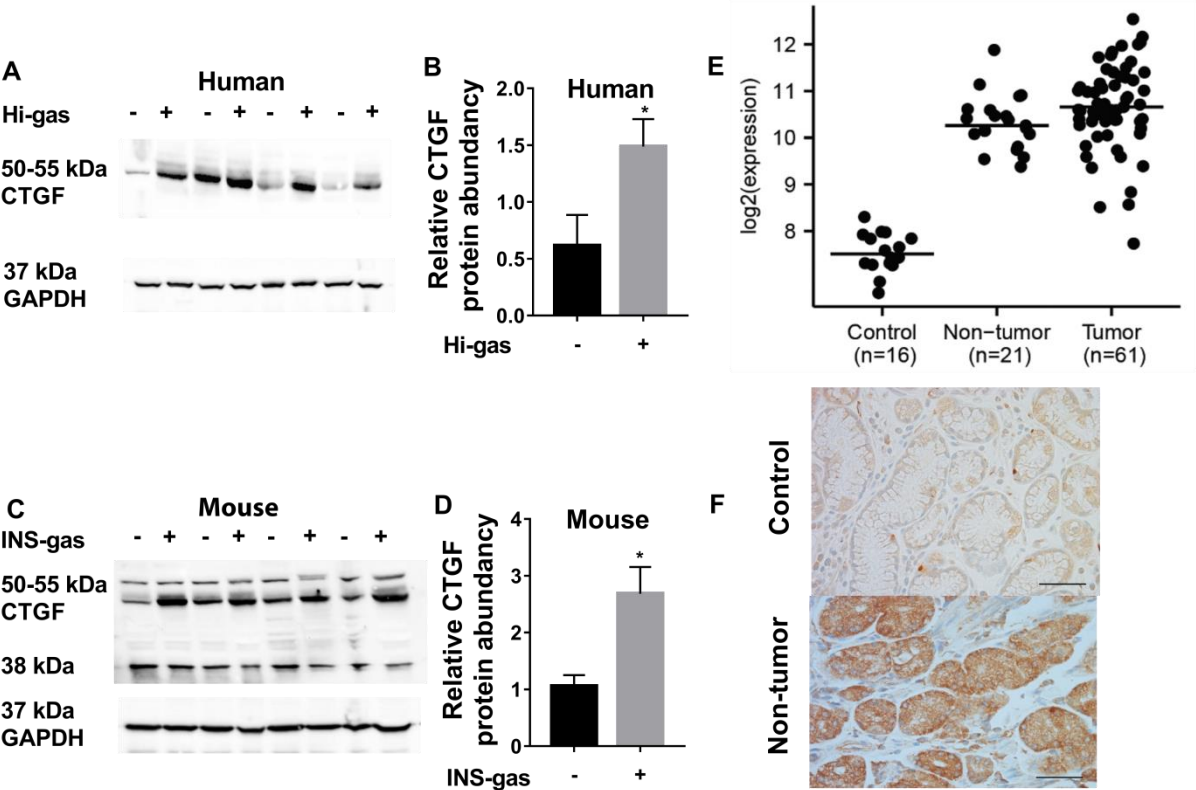 A
Human
Hi-gas - + - + - + - +
50-55 kDa
CTGF
37 kDa
GAPDH
B
Human
Relative CTGF
protein abundancy
2.0
1.5
1.0
0.5
0.0
*
Hi-gas - +
C
Mouse
INS-gas - + - + - + - +
50-55 kDa
CTGF
38 kDa
37 kDa
GAPDH
D
Mouse
Relative CTGF
protein abundancy
4
3
2
1
0
*
INS-gas - +
E
log2(expression)
12
11
10
9
8
Control Non-tumor Tumor
(n=16) (n=21) (n=61)
F
Control
Non-tumor